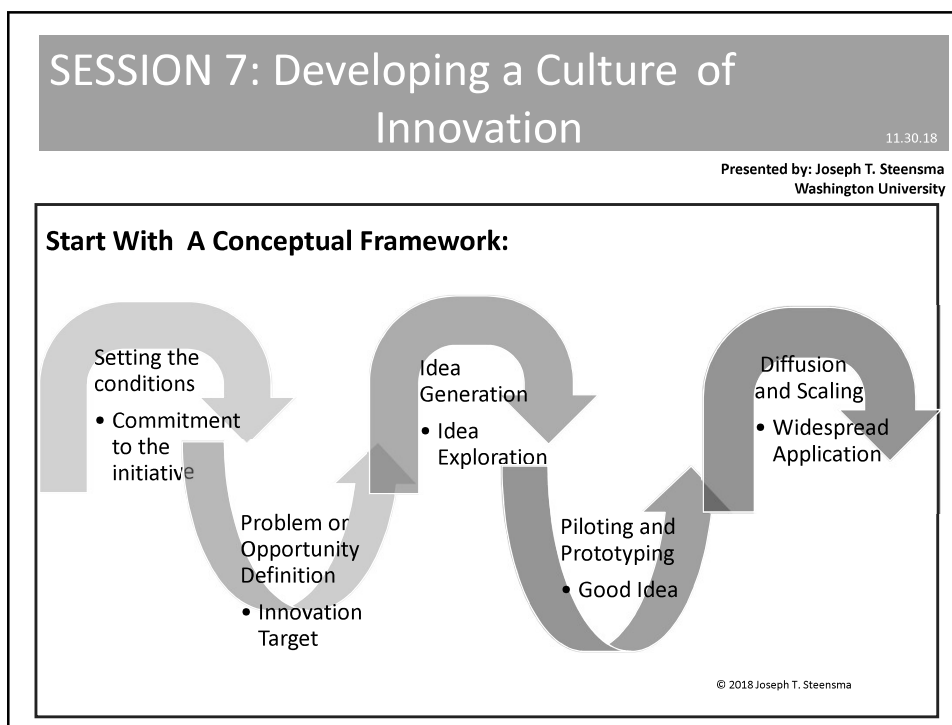 SESSION 7: Developing a Culture of
Innovation
11.30.18
Presented by: Joseph T. Steensma
Washington University
Start With A Conceptual Framework:
Setting the
conditions
• Commitment
to the
initiative
Problem or
Opportunity
Definition
• Innovation
Target
Idea
Generation
• Idea
Exploration
Piloting and
Prototyping
• Good Idea
Diffusion
and Scaling
• Widespread
Application
© 2018 Joseph T. Steensma